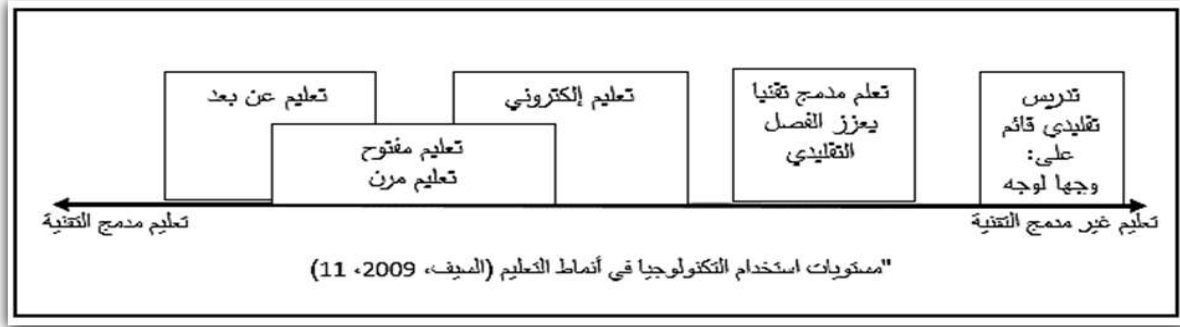 تدريس
تقليدي قائم
على:
وجها لوجه
تعلم مدمج تقنيا
يعزز الفصل
التقليدي
تعليم إلكتروني
تعليم عن بعد
تعليم مفتوح
تعليم مرن
تعليم غير مدمج التقنية
تعليم مدمج التقنية
"مستويات استخدام التكنولوجيا في أنماط التعليم (السيف، 2009، 11)